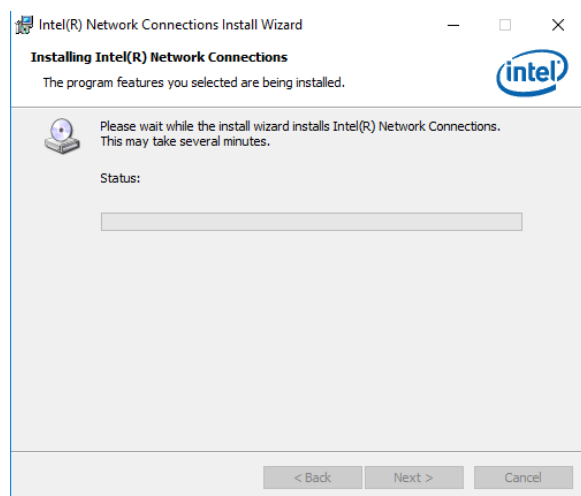 Intel(R) Network Connections Install Wizard
Installing Intel(R) Network Connections
The program features you selected are being installed.
intel
Please wait while the install wizard installs Intel(R) Network Connections.
This may take several minutes.
Status:
< Back Next > Cancel